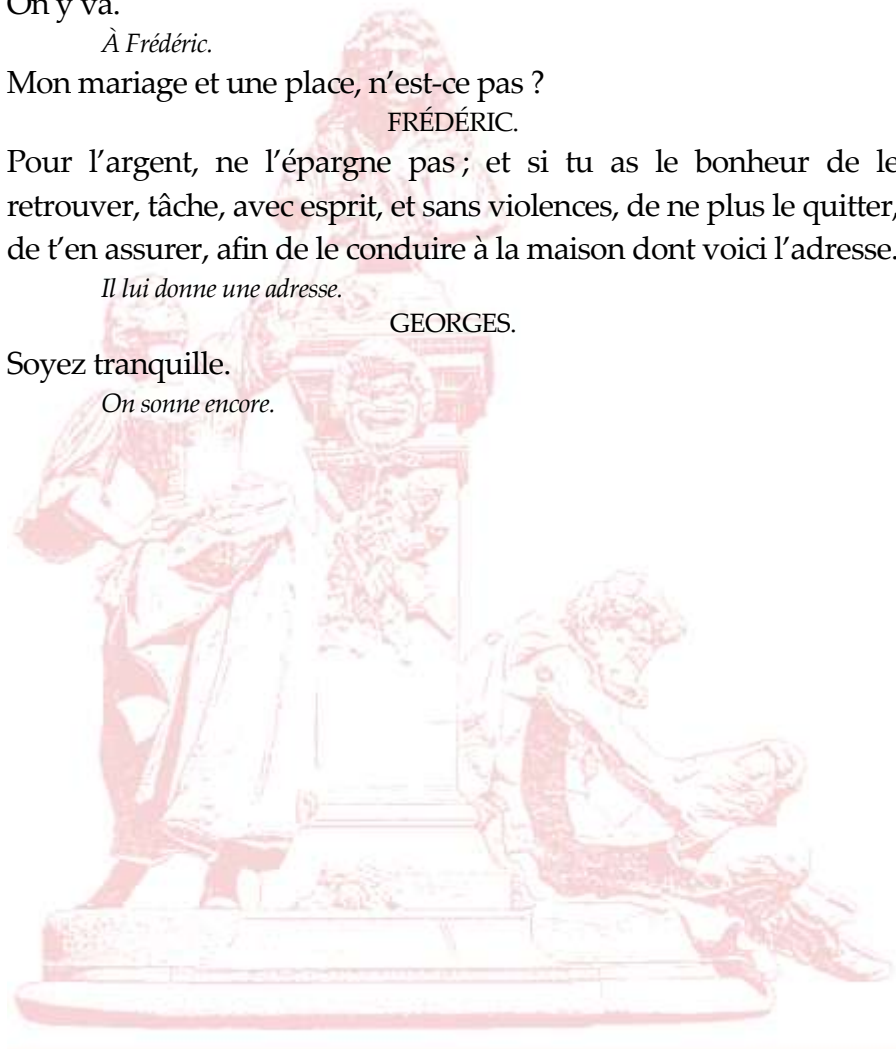 On y va.
À Frédéric.
Mon mariage et une place, n’est-ce pas ?
FRÉDÉRIC.
Pour l’argent, ne l’épargne pas ; et si tu as le bonheur de le
retrouver, tâche, avec esprit, et sans violences, de ne plus le quitter,
de t’en assurer, afin de le conduire à la maison dont voici l’adresse.
Il lui donne une adresse.
GEORGES.
Soyez tranquille.
On sonne encore.